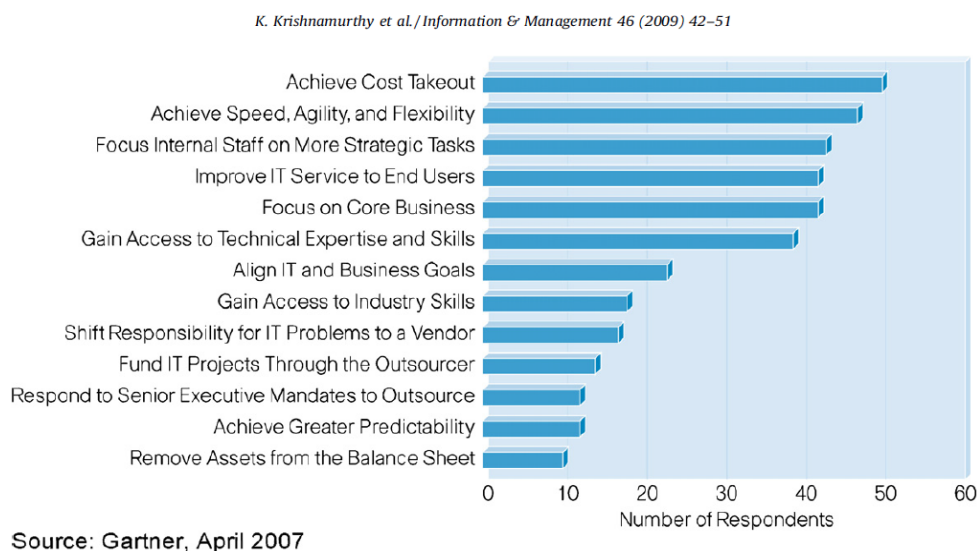 K. Krishnamurthy et al./Information & Management 46 (2009) 42–51
Achieve Cost Takeout
Achieve Speed, Agility, and Flexibility
Focus Internal Staff on More Strategic Tasks
Improve IT Service to End Users
Focus on Core Business
Gain Access to Technical Expertise and Skills
Align IT and Business Goals
Gain Access to Industry Skills
Shift Responsibility for IT Problems to a Vendor
Fund IT Projects Through the Outsourcer
Respond to Senior Executive Mandates to Outsource
Achieve Greater Predictability
Remove Assets from the Balance Sheet
0 10 20 30 40 50 60
Number of Respondents
Source: Gartner, April 2007